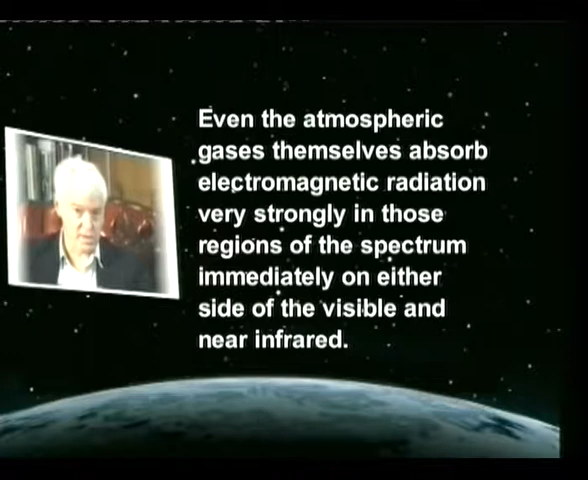 Even the atmospheric
gases themselves absorb
electromagnetic radiation
very strongly in those
regions of the spectrum
immediately on either
side of the visible and
near infrared.